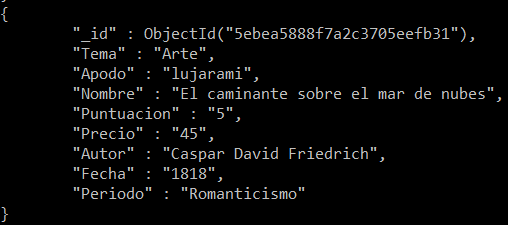 {
"_id" : ObjectId("5ebea5888f7a2c3705eefb31"),
"Tema" : "Arte",
"Apodo" : "lujarami",
"Nombre" : "El caminante sobre el mar de nubes",
"Puntuacion" : "5",
"Precio" : "45",
"Autor" : "Caspar David Friedrich",
"Fecha" : "1818",
"Periodo" : "Romanticismo"
}